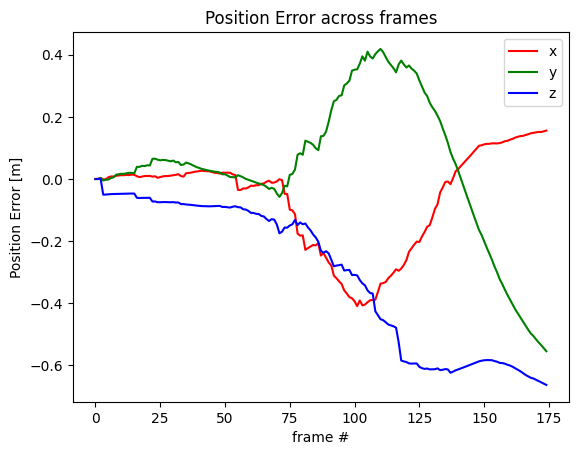 Position Error across frames
x
y
z
Position Error [m]
0.4
0.2
0.0
−0.2
−0.4
−0.6
0 25 50 75 100 125 150 175
frame #